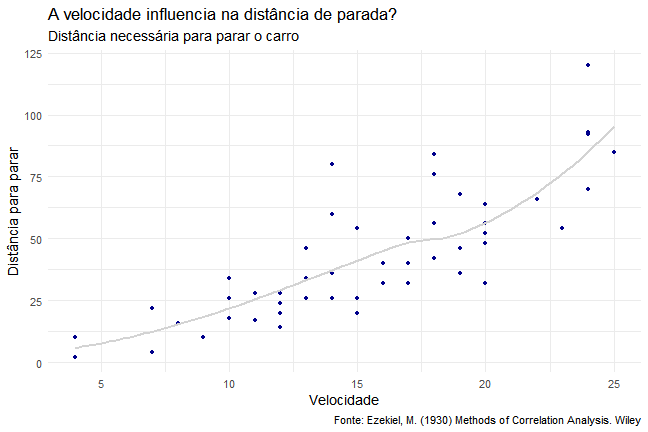 A velocidade influencia na distância de parada?
Distância necessária para parar o carro
125
100
75
50
25
0
Distância para parar
5 10 15 20 25
Velocidade
Fonte: Ezekiel, M. (1930) Methods of Correlation Analysis. Wiley